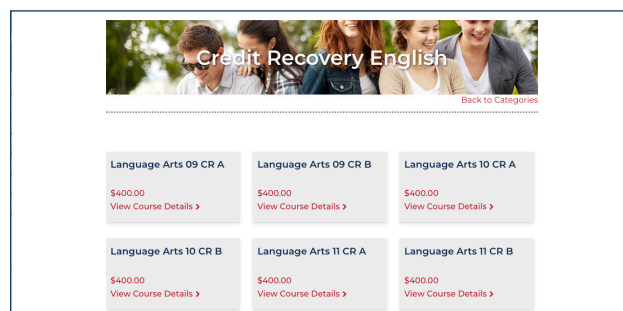 Credit Recovery English
Back to Categories
Language Arts 09 CR A
$400.00
View Course Details >
Language Arts 09 CR B
$400.00
View Course Details >
Language Arts 10 CR A
$400.00
View Course Details >
Language Arts 10 CR B
$400.00
View Course Details >
Language Arts 11 CR A
$400.00
View Course Details >
Language Arts 11 CR B
$400.00
View Course Details >